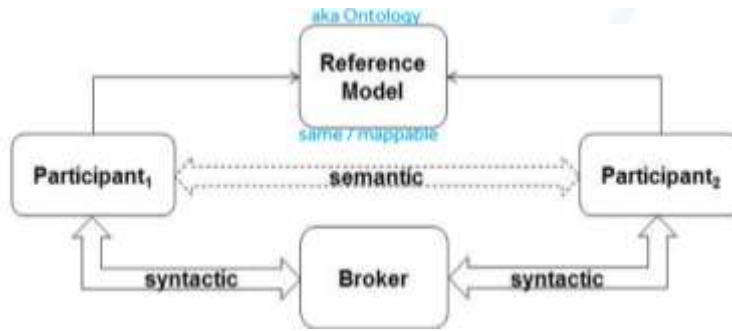 aka Ontology
Reference
Model
same / mappable
Participant₁
semantic
Participant₂
syntactic
Broker
syntactic